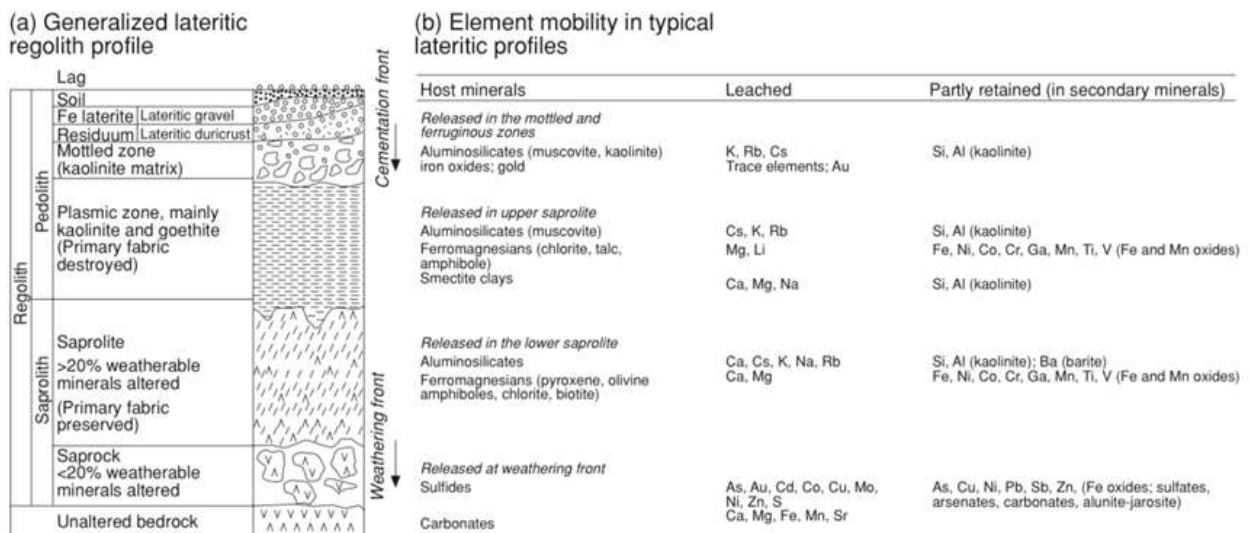 (a) Generalized lateritic
regolith profile
Lag
Soil
Fe laterite
Lateritic gravel
Residuum
Lateritic duricrust
Mottled zone
(kaolinite matrix)
Plasmic zone, mainly
kaolinite and goethite
(Primary fabric
destroyed)
Saprolite
>20% weatherable
minerals altered
(Primary fabric
preserved)
Saprock
<20% weatherable
minerals altered
Unaltered bedrock
Regolith
Pedolith
Saprolith
Cementation front
Weathering front
(b) Element mobility in typical
lateritic profiles
Host minerals Leached Partly retained (in secondary minerals)
Released in the mottled and
ferruginous zones
Aluminosilicates (muscovite, kaolinite) K, Rb, Cs Si, Al (kaolinite)
iron oxides; gold Trace elements; Au
Released in upper saprolite
Aluminosilicates (muscovite) Cs, K, Rb Si, Al (kaolinite)
Ferromagnesians (chlorite, talc, Mg, Li Fe, Ni, Co, Cr, Ga, Mn, Ti, V (Fe and Mn oxides)
amphibole)
Smectite clays Ca, Mg, Na Si, Al (kaolinite)
Released in the lower saprolite
Aluminosilicates Ca, Cs, K, Na, Rb Si, Al (kaolinite); Ba (barite)
Ferromagnesians (pyroxene, olivine Ca, Mg Fe, Ni, Co, Cr, Ga, Mn, Ti, V (Fe and Mn oxides)
amphiboles, chlorite, biotite)
Released at weathering front
Sulfides As, Au, Cd, Co, Cu, Mo, As, Cu, Ni, Pb, Sb, Zn, (Fe oxides; sulfates,
Ni, Zn, S arsenates, carbonates, alunite-jarosite)
Carbonates Ca, Mg, Fe, Mn, Sr